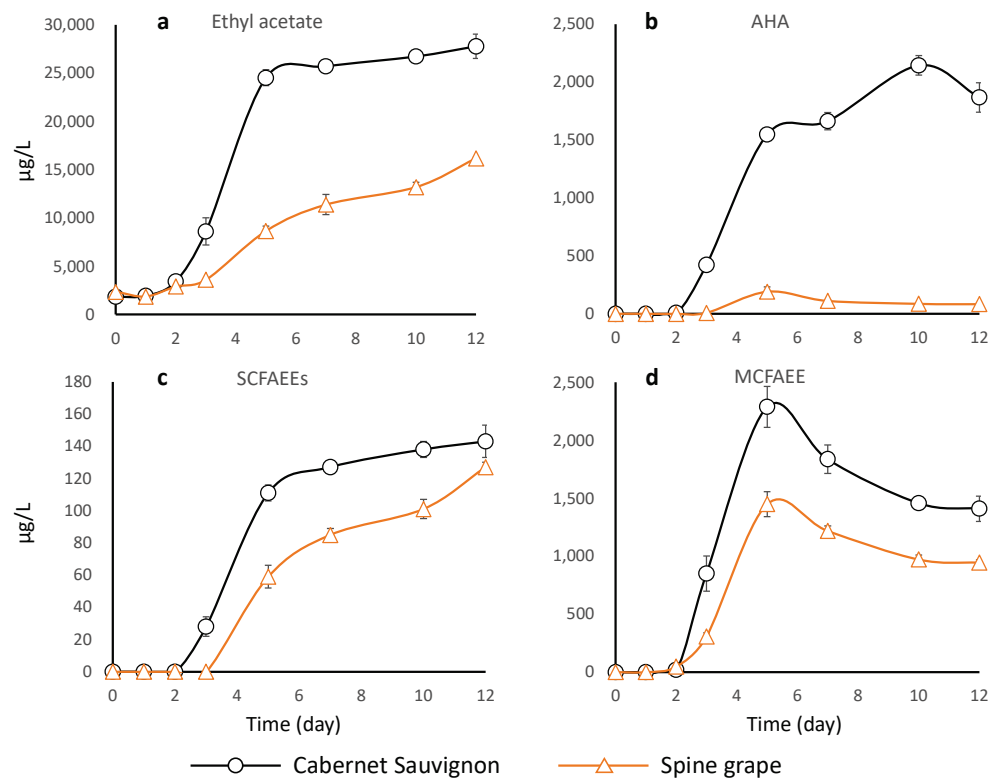 a Ethyl acetate
30,000
25,000
20,000
15,000
10,000
5,000
0
µg/L
0 2 4 6 8 10 12
b AHA
2,500
2,000
1,500
1,000
500
0
0 2 4 6 8 10 12
c SCFAEEs
180
160
140
120
100
80
60
40
20
0
µg/L
0 2 4 6 8 10 12
Time (day)
d MCFAEE
2,500
2,000
1,500
1,000
500
0
0 2 4 6 8 10 12
Time (day)
Cabernet Sauvignon Spine grape